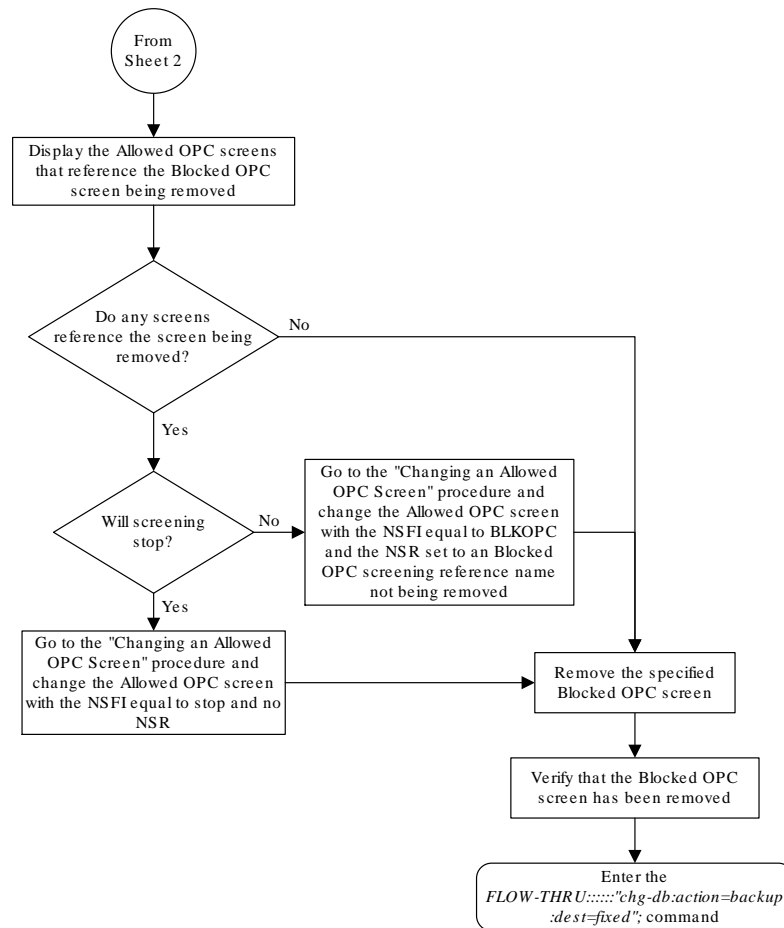 From
Sheet 2
Display the Allowed OPC screens
that reference the Blocked OPC
screen being removed
Do any screens
reference the screen being
removed?
No
Yes
Will screening
stop?
No
Go to the "Changing an Allowed
OPC Screen" procedure and
change the Allowed OPC screen
with the NSFI equal to BLKOPC
and the NSR set to an Blocked
OPC screening reference name
not being removed
Yes
Go to the "Changing an Allowed
OPC Screen" procedure and
change the Allowed OPC screen
with the NSFI equal to stop and no
NSR
Remove the specified
Blocked OPC screen
Verify that the Blocked OPC
screen has been removed
Enter the
FLOW-THRU::::::"chg-db:action=backup
:dest=fixed"; command